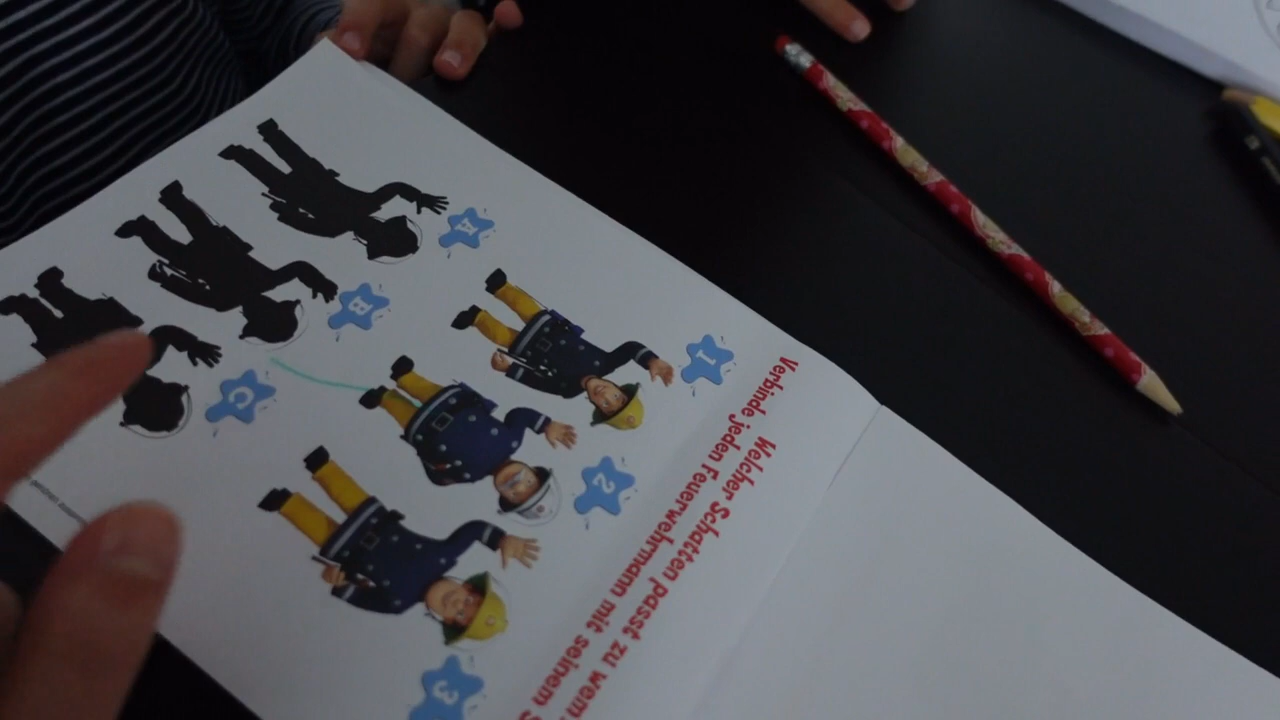 Welcher Schatten passt zu wem
Verbinde jeden Feuerwehrmann mit seinem
1
2
3
A
B
C